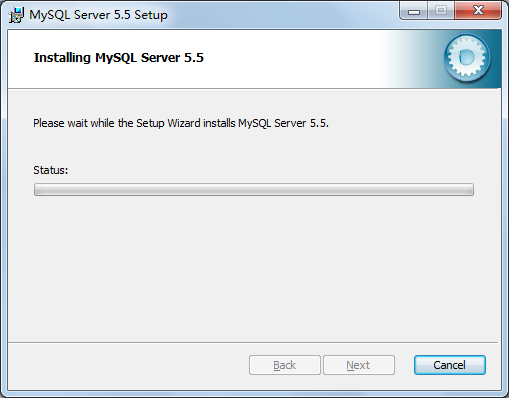 MySQL Server 5.5 Setup
Installing MySQL Server 5.5
Please wait while the Setup Wizard installs MySQL Server 5.5.
Status:
Back Next Cancel